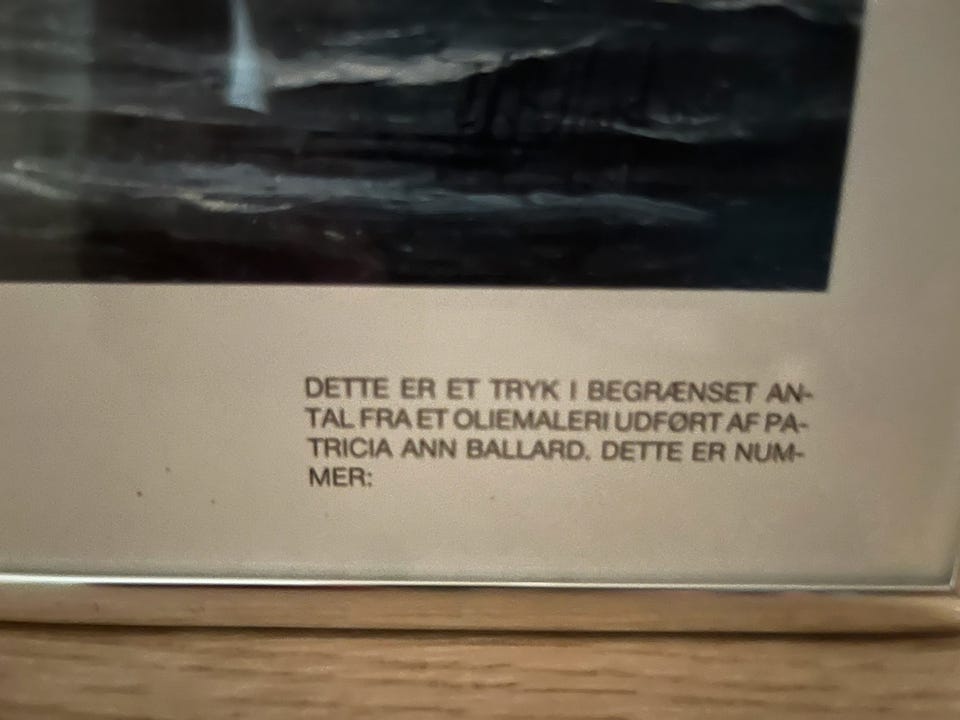 DETTE ER ET TRYK I BEGRÆNSET AN-
TAL FRA ET OLIEMALERI UDFØRT AF PA-
TRICIA ANN BALLARD. DETTE ER NUM-
MER: